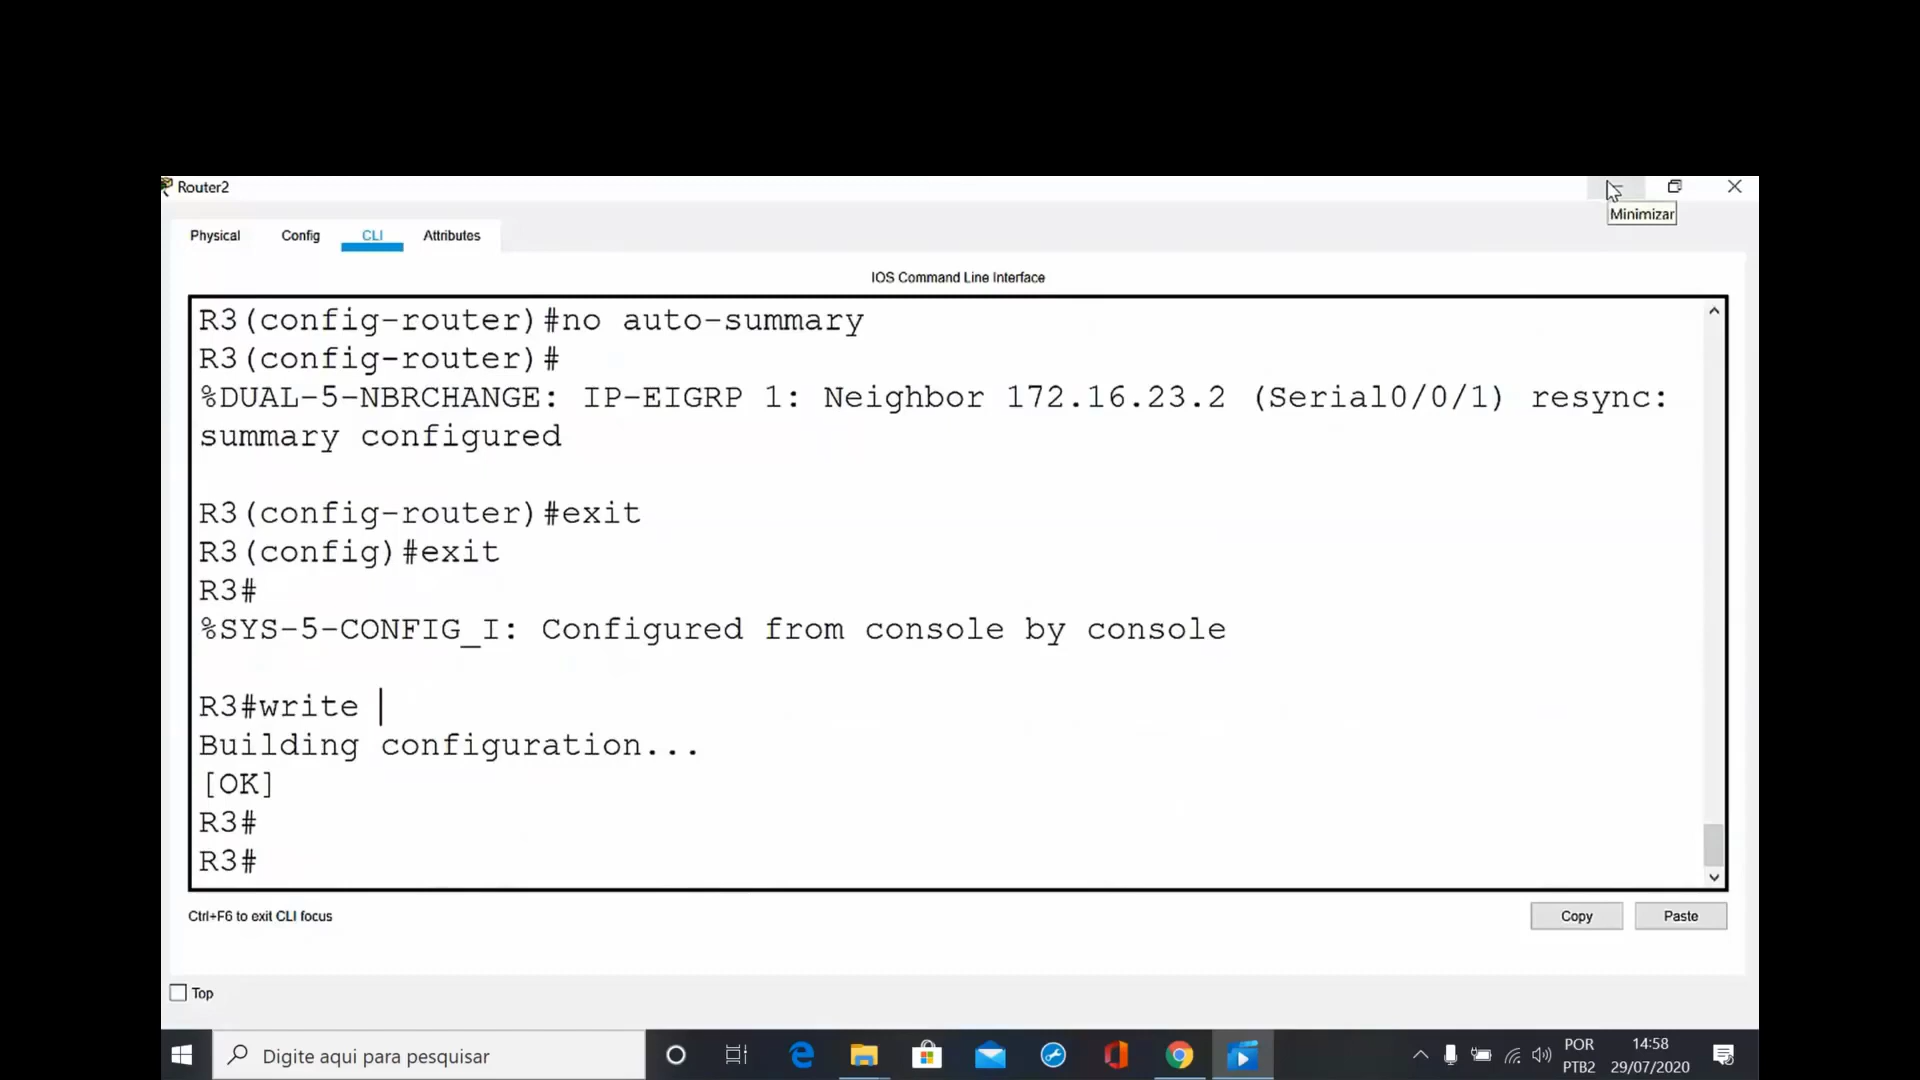 Router2
Minimizar
Physical Config CLI Attributes
IOS Command Line Interface
R3(config-router)#no auto-summary
R3(config-router)#
%DUAL-5-NBRCHANGE: IP-EIGRP 1: Neighbor 172.16.23.2 (Serial0/0/1) resync:
summary configured
R3(config-router)#exit
R3(config)#exit
R3#
%SYS-5-CONFIG_I: Configured from console by console
R3#write
Building configuration...
[OK]
R3#
R3#
Ctrl+F6 to exit CLI focus
Copy Paste
Top
Digite aqui para pesquisar
POR 14:58
PTB2 29/07/2020